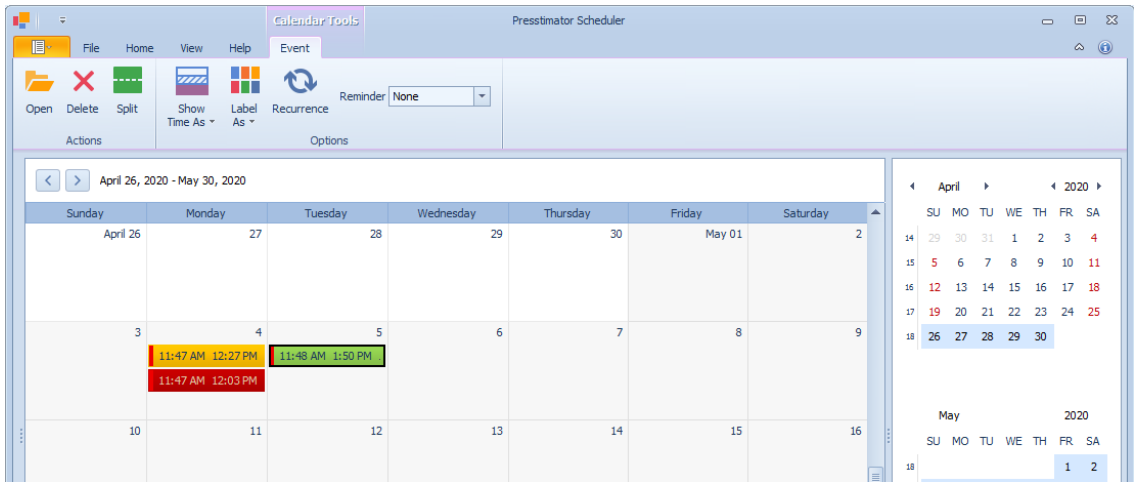 Calendar Tools
Presstimator Scheduler
File Home View Help Event
Open Delete Split Show Time As Label As Recurrence Reminder None
Actions Options
April 26, 2020 - May 30, 2020
Sunday Monday Tuesday Wednesday Thursday Friday Saturday
April 26 27 28 29 30 May 01 2
3 4 5 6 7 8 9
11:47 AM 12:27 PM 11:48 AM 1:50 PM
11:47 AM 12:03 PM
10 11 12 13 14 15 16
April 2020
SU MO TU WE TH FR SA
14 29 30 31 1 2 3 4
15 5 6 7 8 9 10 11
16 12 13 14 15 16 17 18
17 19 20 21 22 23 24 25
18 26 27 28 29 30
May 2020
SU MO TU WE TH FR SA
18 1 2